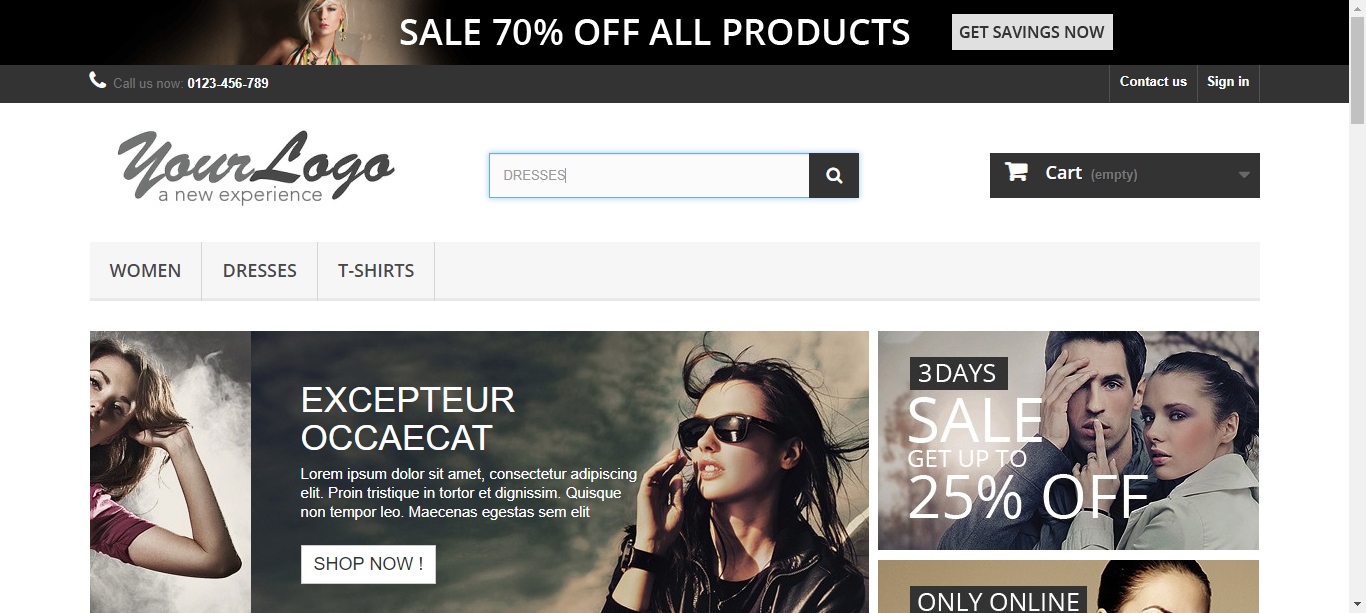 SALE 70% OFF ALL PRODUCTS
GET SAVINGS NOW
Call us now: 0123-456-789
Contact us
Sign in
YourLogo
a new experience
DRESSES
Cart (empty)
WOMEN
DRESSES
T-SHIRTS
EXCEPTEUR
OCCAECAT
Lorem ipsum dolor sit amet, consectetur adipiscing
elit. Proin tristique in tortor et dignissim. Quisque
non tempor leo. Maecenas egestas sem elit
SHOP NOW !
3 DAYS
SALE
GET UP TO
25% OFF
ONLY ONLINE